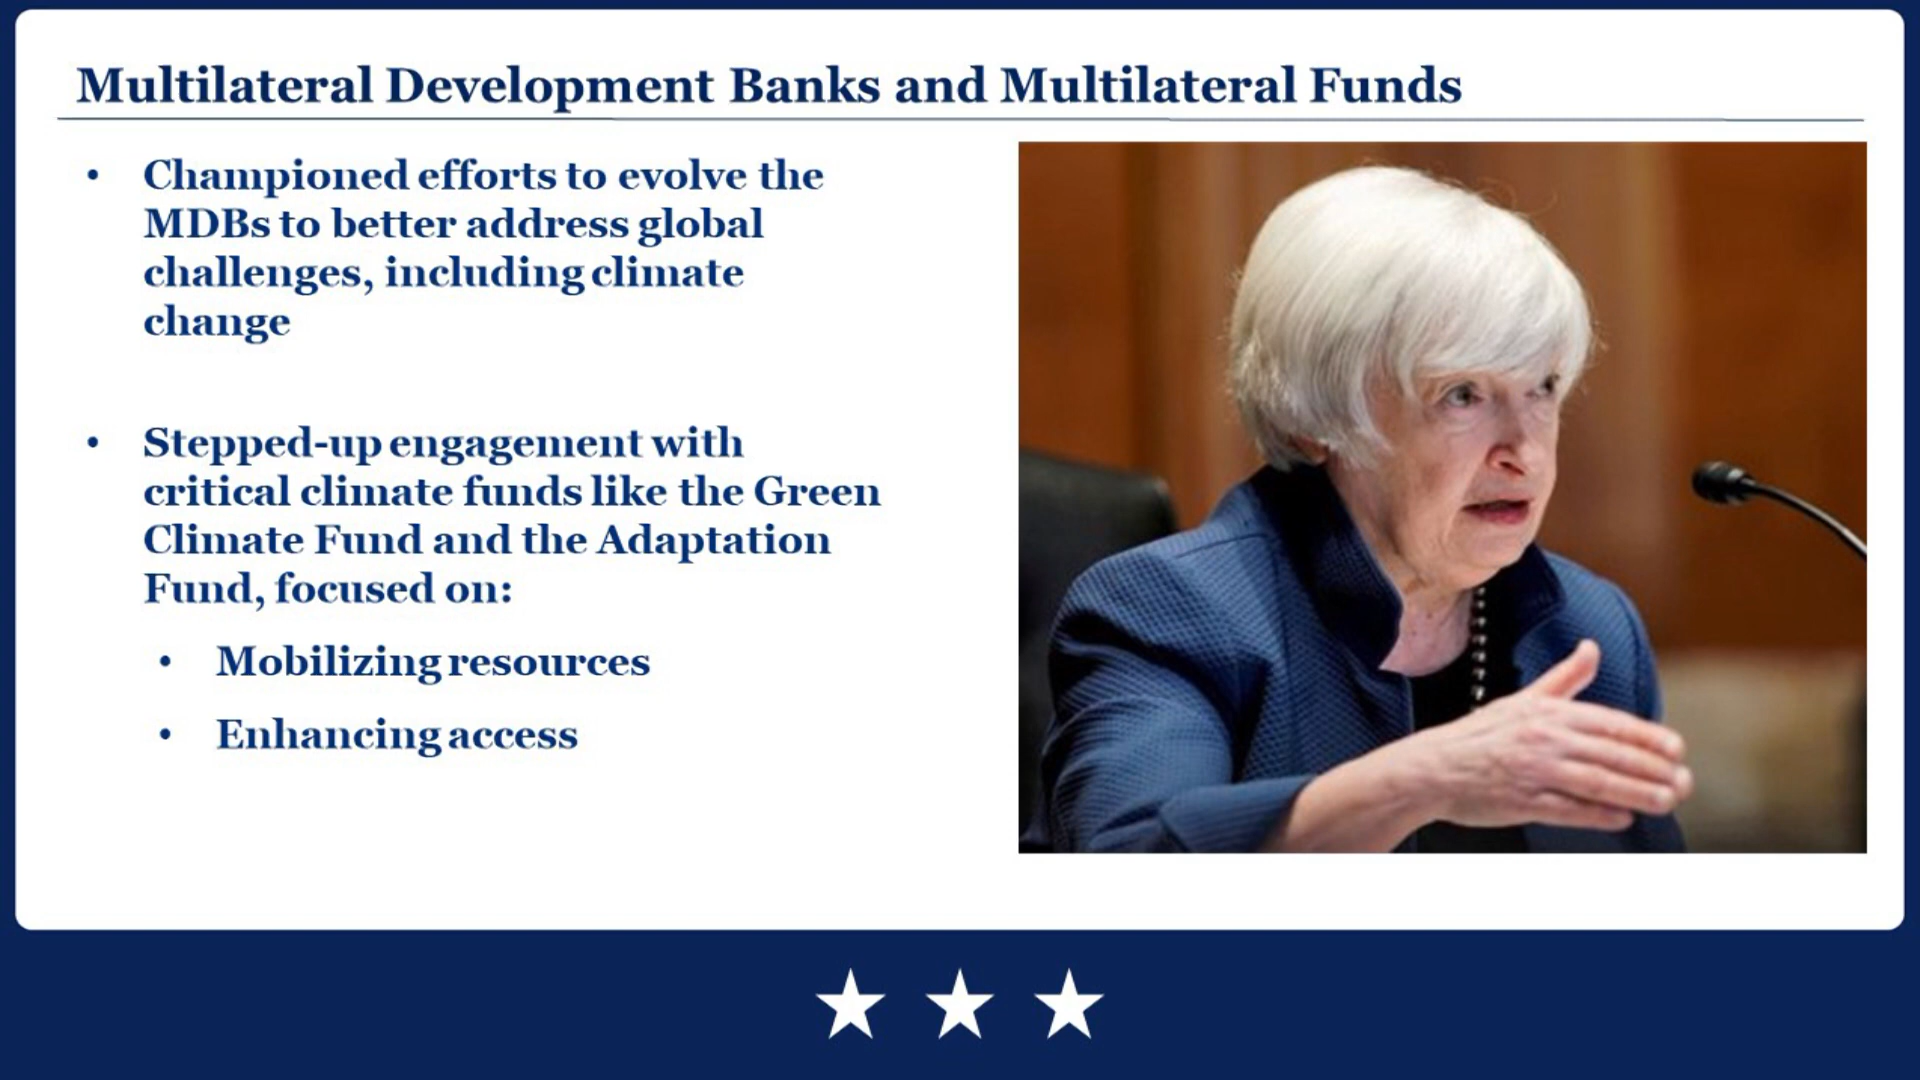 Multilateral Development Banks and Multilateral Funds
• Championed efforts to evolve the
MDBs to better address global
challenges, including climate
change
• Stepped-up engagement with
critical climate funds like the Green
Climate Fund and the Adaptation
Fund, focused on:
• Mobilizing resources
• Enhancing access